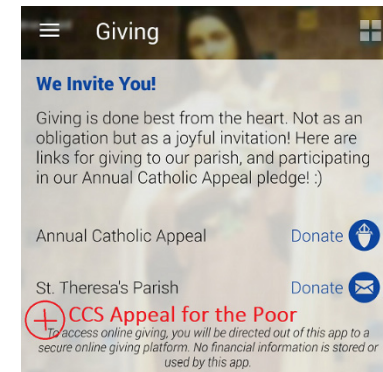 Giving
We Invite You!
Giving is done best from the heart. Not as an
obligation but as a joyful invitation! Here are
links for giving to our parish, and participating
in our Annual Catholic Appeal pledge! :)
Annual Catholic Appeal Donate
St. Theresa's Parish Donate
CCS Appeal for the Poor
To access online giving, you will be directed out of this app to a
secure online giving platform. No financial information is stored or
used by this app.